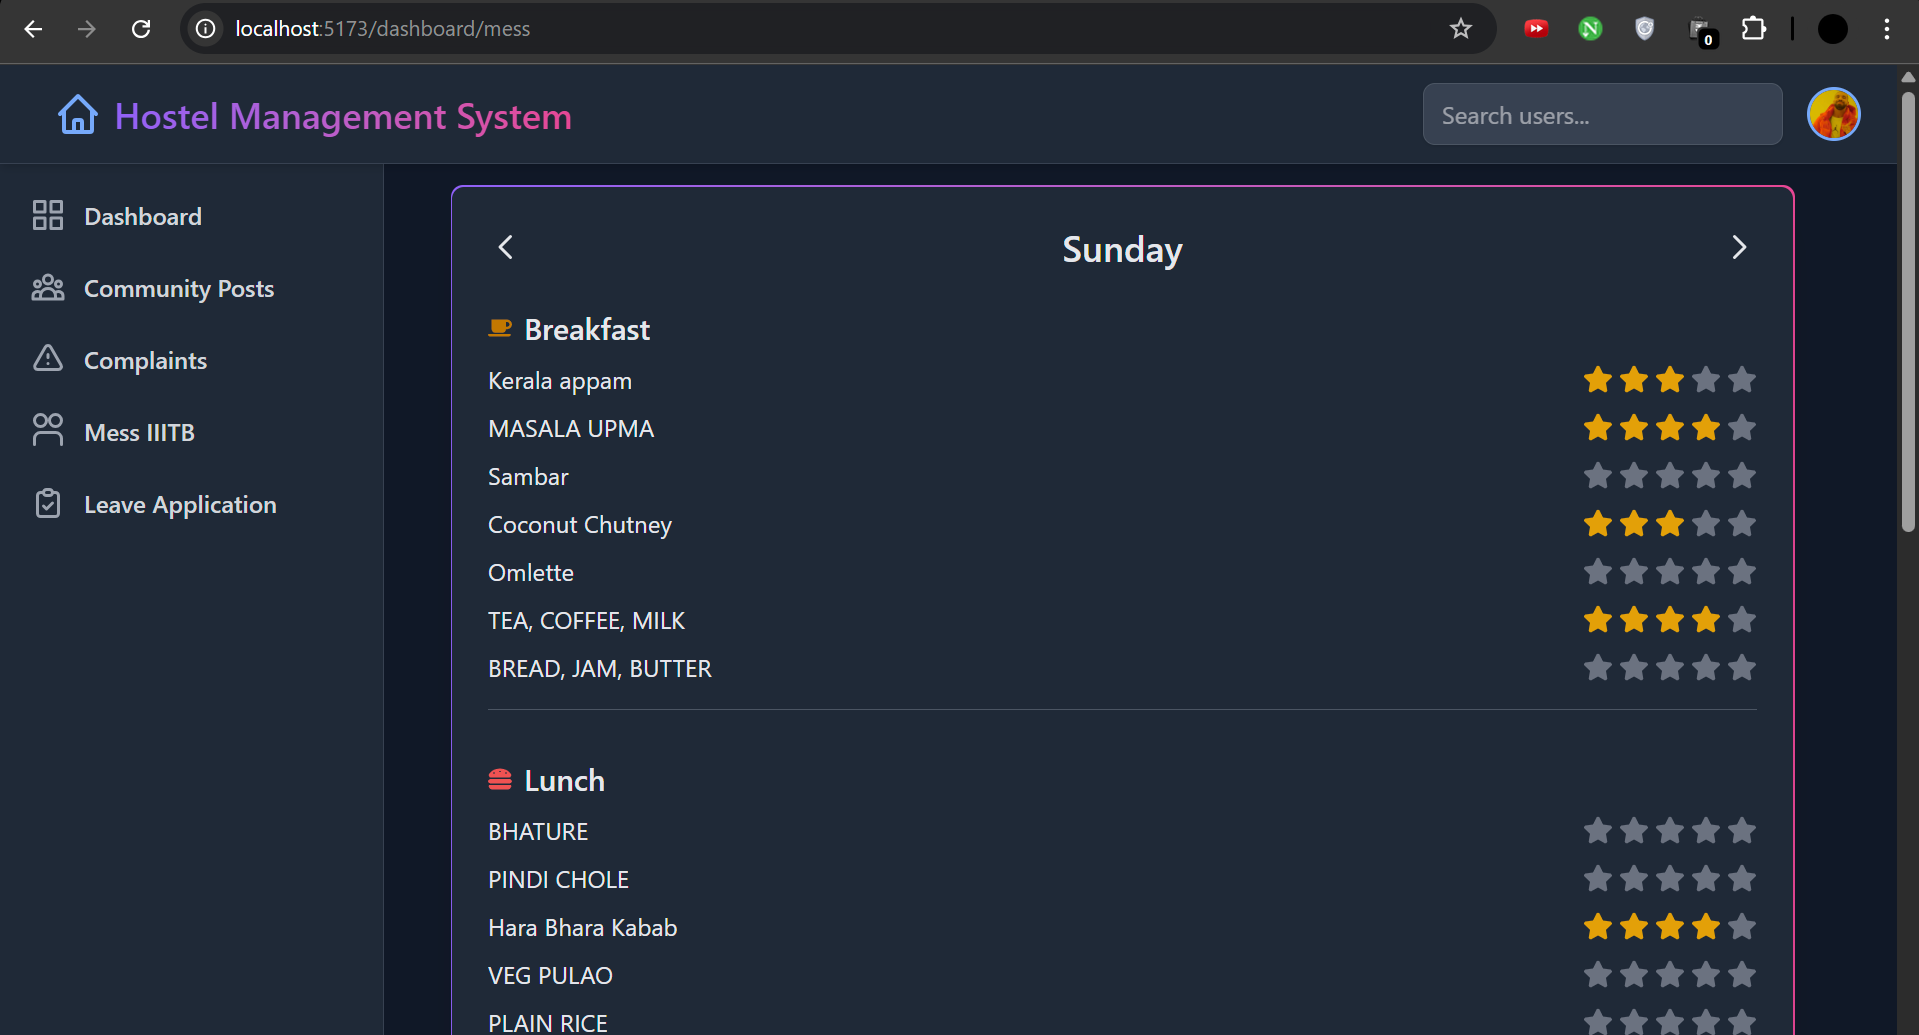 localhost:5173/dashboard/mess
0
Hostel Management System
Search users...
Dashboard
Community Posts
Complaints
Mess IIITB
Leave Application
Sunday
Breakfast
Kerala appam
MASALA UPMA
Sambar
Coconut Chutney
Omlette
TEA, COFFEE, MILK
BREAD, JAM, BUTTER
Lunch
BHATURE
PINDI CHOLE
Hara Bhara Kabab
VEG PULAO
PLAIN RICE